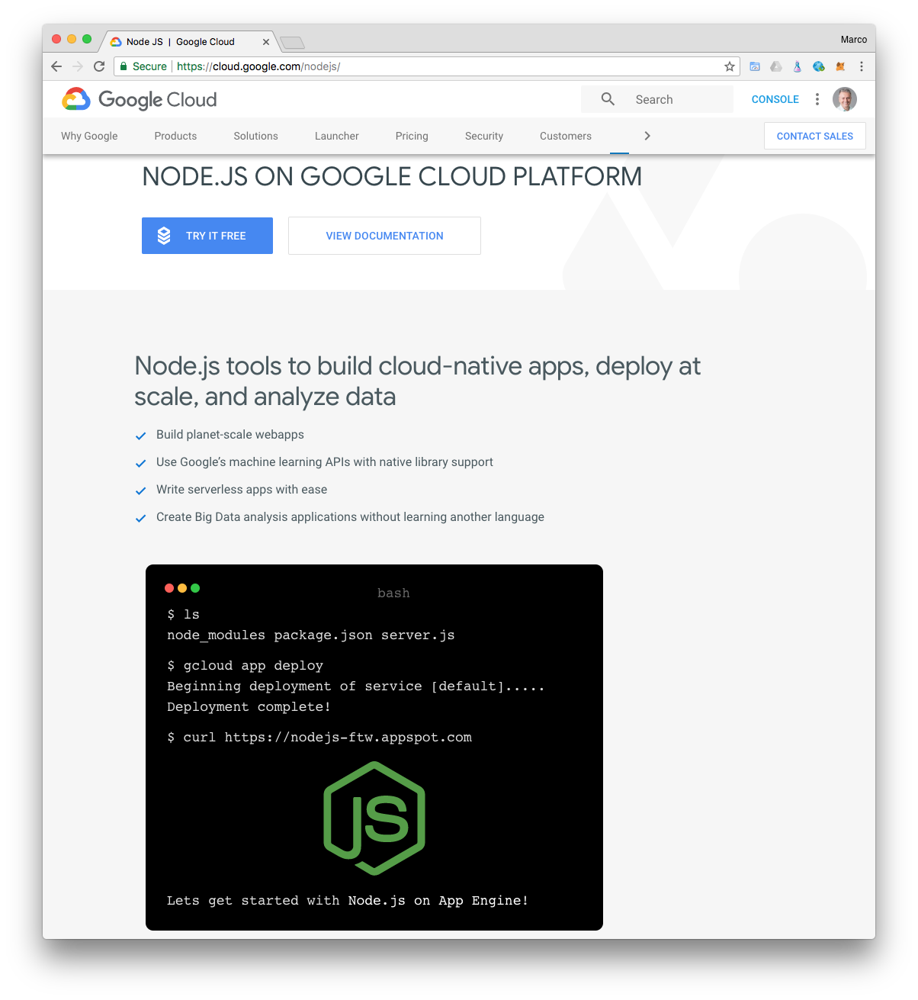 Node JS | Google Cloud
Marco
Secure https://cloud.google.com/nodejs/
Google Cloud
Search
CONSOLE
Why Google Products Solutions Launcher Pricing Security Customers
CONTACT SALES
NODE.JS ON GOOGLE CLOUD PLATFORM
TRY IT FREE
VIEW DOCUMENTATION
Node.js tools to build cloud-native apps, deploy at
scale, and analyze data
Build planet-scale webapps
Use Google’s machine learning APIs with native library support
Write serverless apps with ease
Create Big Data analysis applications without learning another language
bash
$ ls
node_modules package.json server.js
$ gcloud app deploy
Beginning deployment of service [default].....
Deployment complete!
$ curl https://nodejs-ftw.appspot.com
JS
Lets get started with Node.js on App Engine!